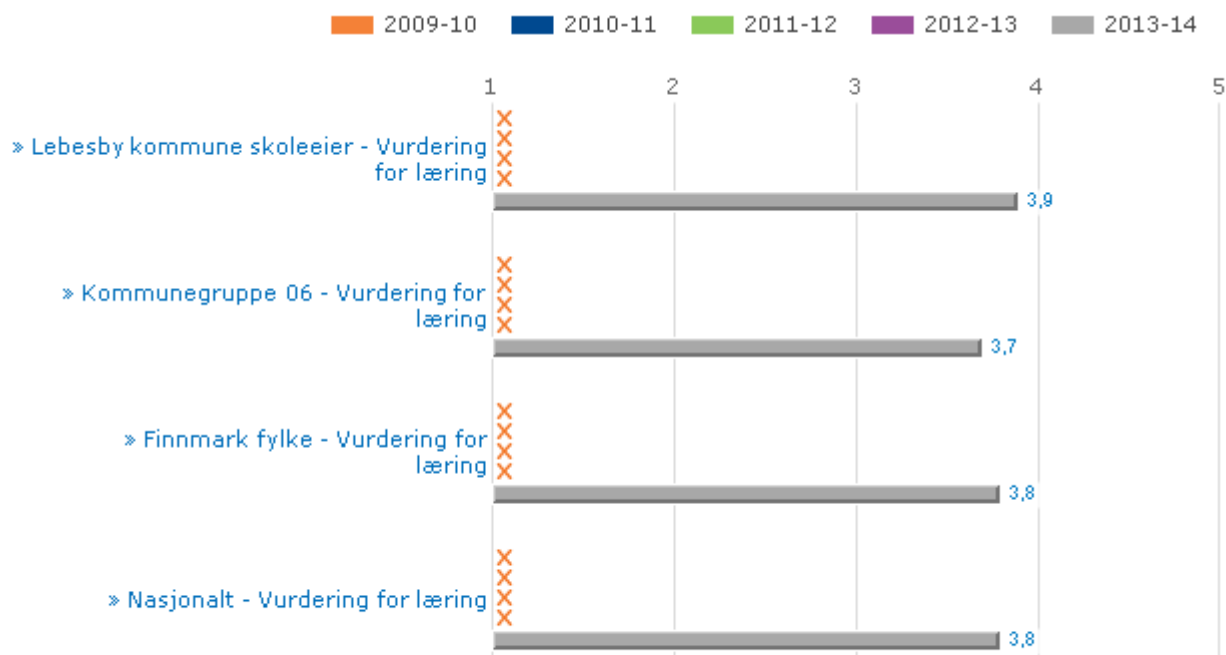 2009-10 2010-11 2011-12 2012-13 2013-14
1 2 3 4 5
» Lebesby kommune skoleeier - Vurdering
for læring
3,9
» Kommunegruppe 06 - Vurdering for
læring
3,7
» Finnmark fylke - Vurdering for
læring
3,8
» Nasjonalt - Vurdering for læring
3,8